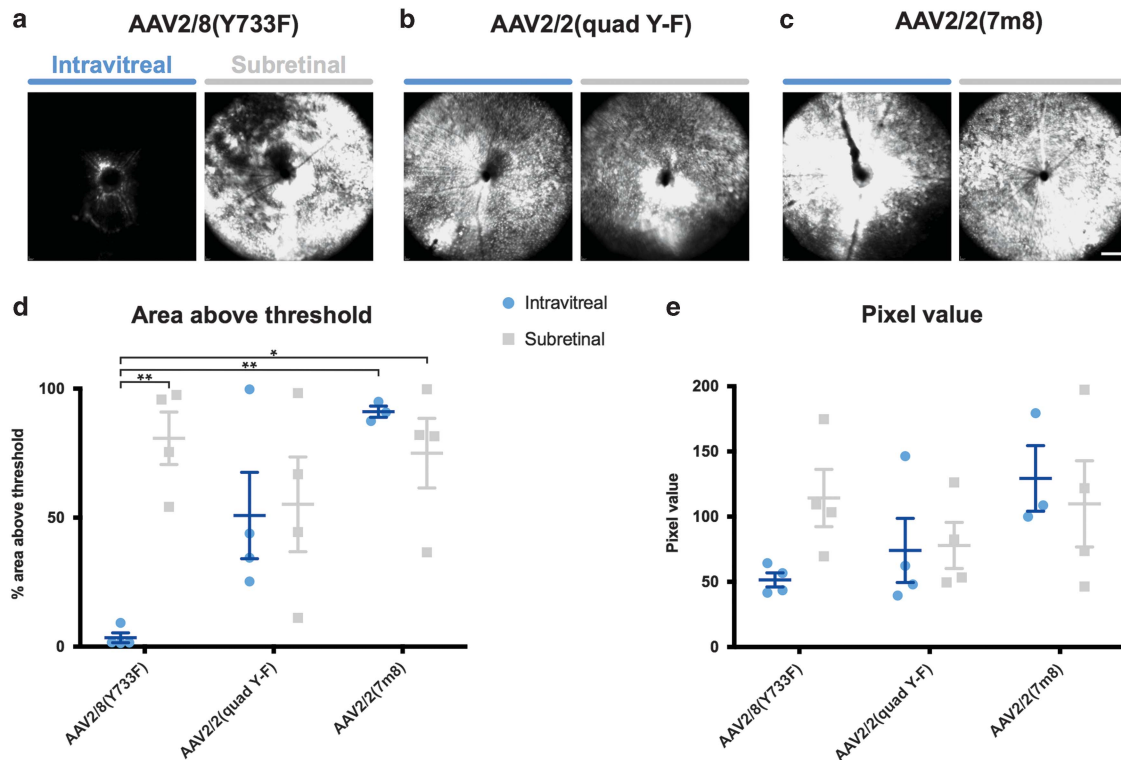 a
AAV2/8(Y733F)
b
AAV2/2(quad Y-F)
c
AAV2/2(7m8)
Intravitreal
Subretinal
d
Area above threshold
Intravitreal
Subretinal
e
Pixel value
*
**
**
100
50
0
% area above threshold
AAV2/8(Y733F)
AAV2/2(quad Y-F)
AAV2/2(7m8)
200
150
100
50
0
Pixel value
AAV2/8(Y733F)
AAV2/2(quad Y-F)
AAV2/2(7m8)